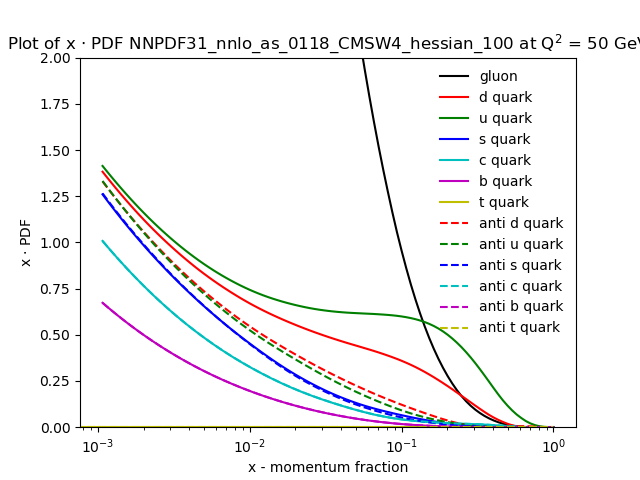 Plot of x · PDF NNPDF31_nnlo_as_0118_CMSW4_hessian_100 at Q² = 50 GeV
2.00
1.75
1.50
1.25
1.00
0.75
0.50
0.25
0.00
x · PDF
gluon
d quark
u quark
s quark
c quark
b quark
t quark
anti d quark
anti u quark
anti s quark
anti c quark
anti b quark
anti t quark
10⁻³ 10⁻² 10⁻¹ 10⁰
x - momentum fraction